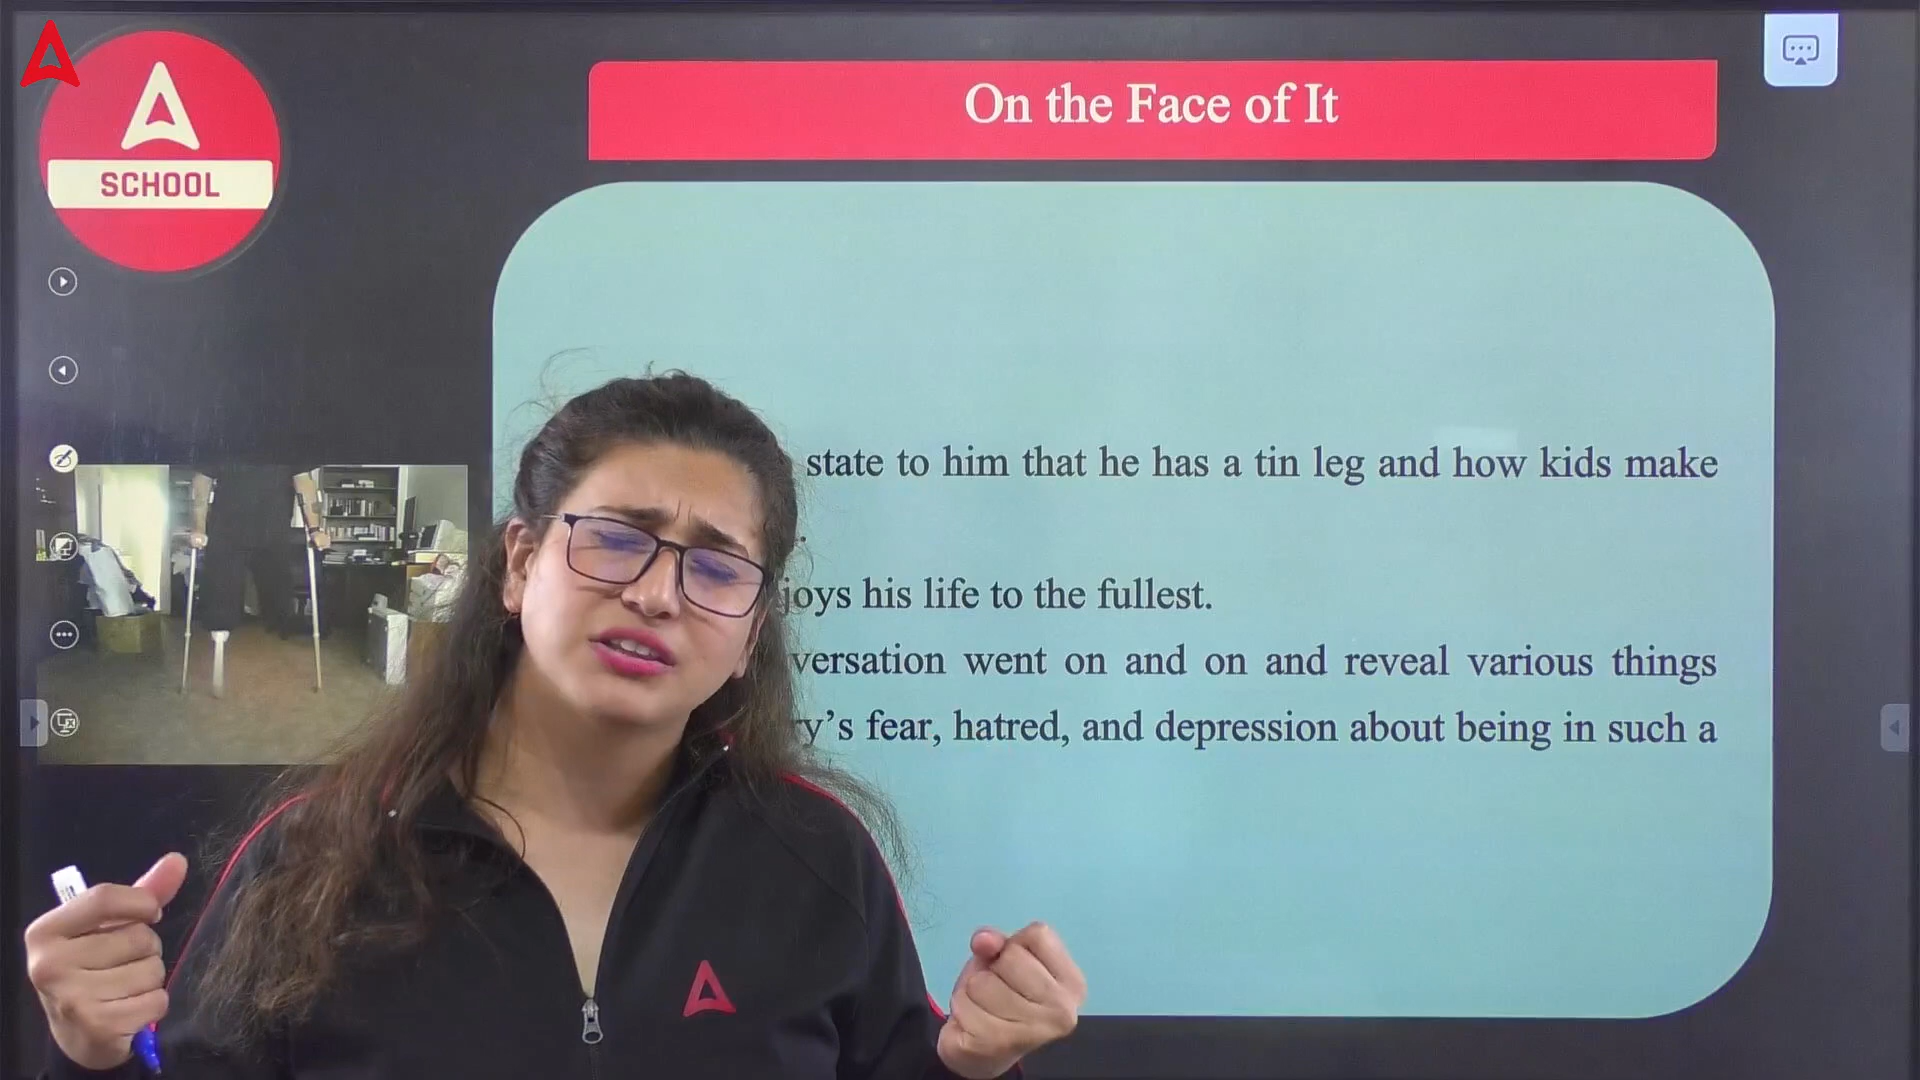 SCHOOL
On the Face of It
state to him that he has a tin leg and how kids make
.
joys his life to the fullest.
versation went on and on and reveal various things
y’s fear, hatred, and depression about being in such a